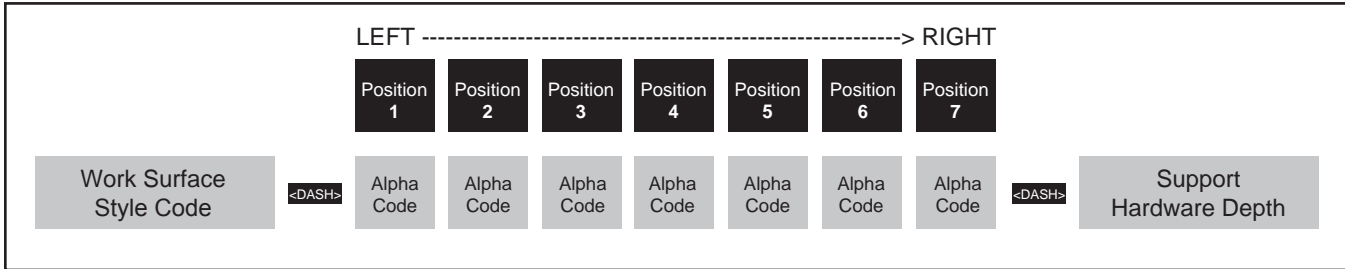 LEFT ------------------------------------------------------------> RIGHT
Position Position Position Position Position Position Position
1 2 3 4 5 6 7
Work Surface
Style Code
<DASH>
Alpha Alpha Alpha Alpha Alpha Alpha Alpha
Code Code Code Code Code Code Code
<DASH>
Support
Hardware Depth